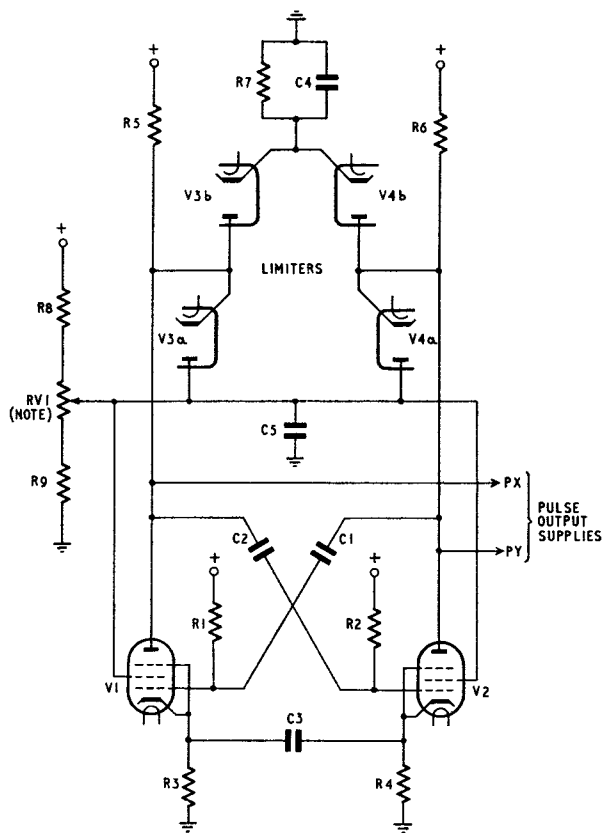 +
+
+
R7
C4
R5
R6
V3b
V4b
+
LIMITERS
R8
V3a
V4a
RV1
(NOTE)
C5
R9
PX
PULSE
OUTPUT
SUPPLIES
PY
C2
C1
+
+
R1
R2
V1
V2
C3
R3
R4